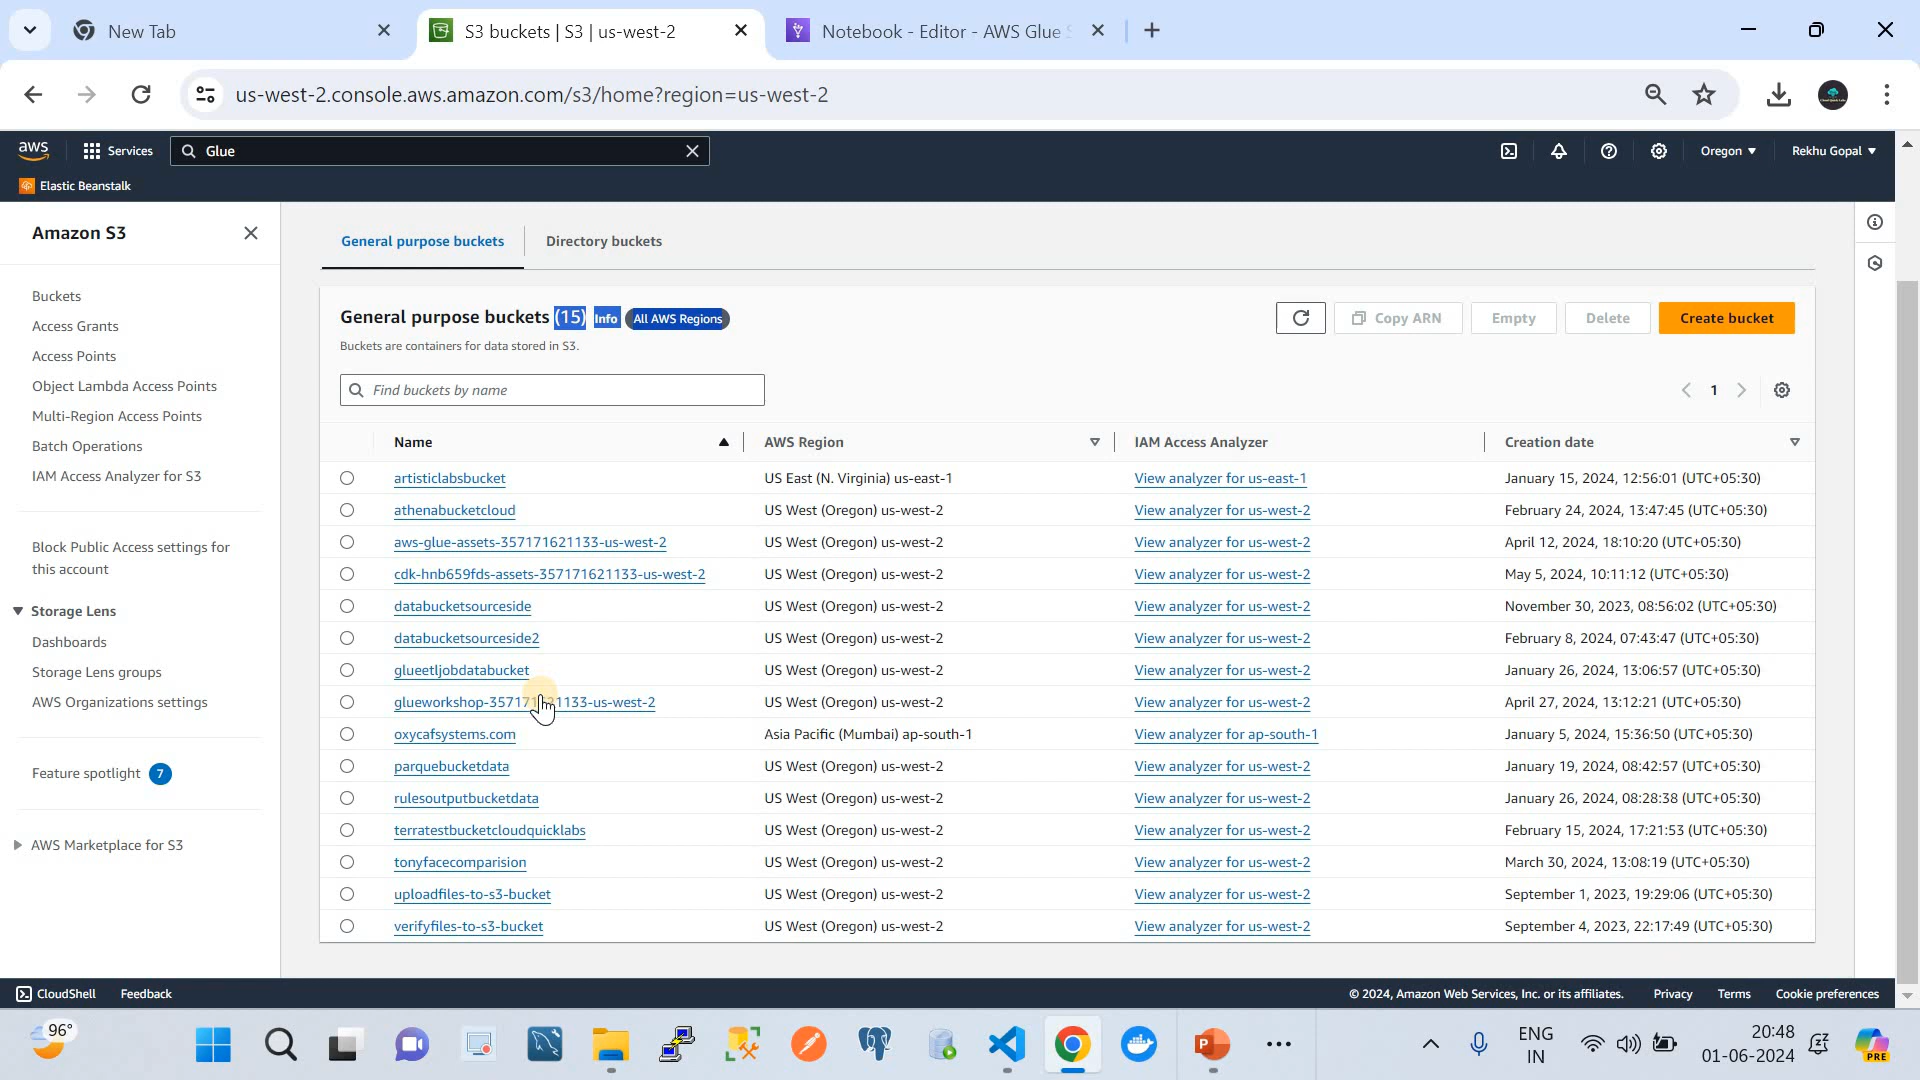 New Tab
S3 buckets | S3 | us-west-2
Notebook - Editor - AWS Glue S
us-west-2.console.aws.amazon.com/s3/home?region=us-west-2
aws
Services
Glue
Oregon
Rekhu Gopal
Elastic Beanstalk
Amazon S3
Buckets
Access Grants
Access Points
Object Lambda Access Points
Multi-Region Access Points
Batch Operations
IAM Access Analyzer for S3
Block Public Access settings for
this account
Storage Lens
Dashboards
Storage Lens groups
AWS Organizations settings
Feature spotlight 7
AWS Marketplace for S3
General purpose buckets
Directory buckets
General purpose buckets (15) Info All AWS Regions
Buckets are containers for data stored in S3.
Copy ARN
Empty
Delete
Create bucket
Find buckets by name
1
Name AWS Region IAM Access Analyzer Creation date
artisticlabsbucket US East (N. Virginia) us-east-1 View analyzer for us-east-1 January 15, 2024, 12:56:01 (UTC+05:30)
athenabucketcloud US West (Oregon) us-west-2 View analyzer for us-west-2 February 24, 2024, 13:47:45 (UTC+05:30)
aws-glue-assets-357171621133-us-west-2 US West (Oregon) us-west-2 View analyzer for us-west-2 April 12, 2024, 18:10:20 (UTC+05:30)
cdk-hnb659fds-assets-357171621133-us-west-2 US West (Oregon) us-west-2 View analyzer for us-west-2 May 5, 2024, 10:11:12 (UTC+05:30)
databucketsourceside US West (Oregon) us-west-2 View analyzer for us-west-2 November 30, 2023, 08:56:02 (UTC+05:30)
databucketsourceside2 US West (Oregon) us-west-2 View analyzer for us-west-2 February 8, 2024, 07:43:47 (UTC+05:30)
glueetljobdatabucket US West (Oregon) us-west-2 View analyzer for us-west-2 January 26, 2024, 13:06:57 (UTC+05:30)
glueworkshop-357171621133-us-west-2 US West (Oregon) us-west-2 View analyzer for us-west-2 April 27, 2024, 13:12:21 (UTC+05:30)
oxycafsystems.com Asia Pacific (Mumbai) ap-south-1 View analyzer for ap-south-1 January 5, 2024, 15:36:50 (UTC+05:30)
parquebucketdata US West (Oregon) us-west-2 View analyzer for us-west-2 January 19, 2024, 08:42:57 (UTC+05:30)
rulesoutputbucketdata US West (Oregon) us-west-2 View analyzer for us-west-2 January 26, 2024, 08:28:38 (UTC+05:30)
terratestbucketcloudquicklabs US West (Oregon) us-west-2 View analyzer for us-west-2 February 15, 2024, 17:21:53 (UTC+05:30)
tonyfacecomparision US West (Oregon) us-west-2 View analyzer for us-west-2 March 30, 2024, 13:08:19 (UTC+05:30)
uploadfiles-to-s3-bucket US West (Oregon) us-west-2 View analyzer for us-west-2 September 1, 2023, 19:29:06 (UTC+05:30)
verifyfiles-to-s3-bucket US West (Oregon) us-west-2 View analyzer for us-west-2 September 4, 2023, 22:17:49 (UTC+05:30)
CloudShell Feedback © 2024, Amazon Web Services, Inc. or its affiliates. Privacy Terms Cookie preferences
96°
ENG
IN
20:48
01-06-2024
PRE